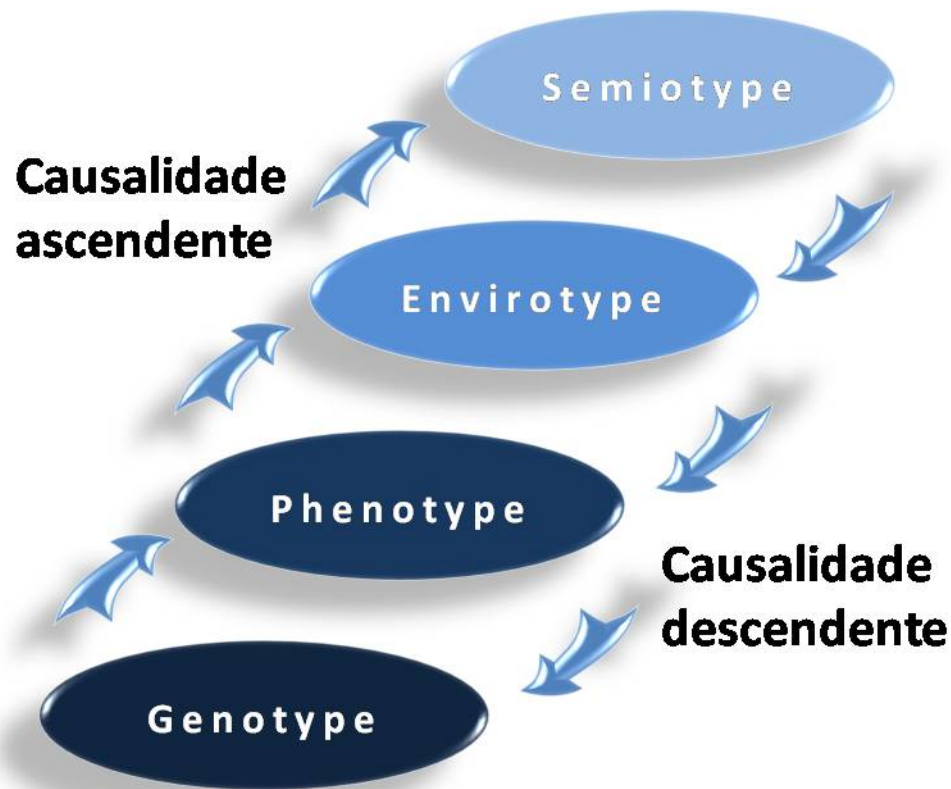 Semiotype
Causalidade
ascendente
Envirotype
Phenotype
Causalidade
descendente
Genotype